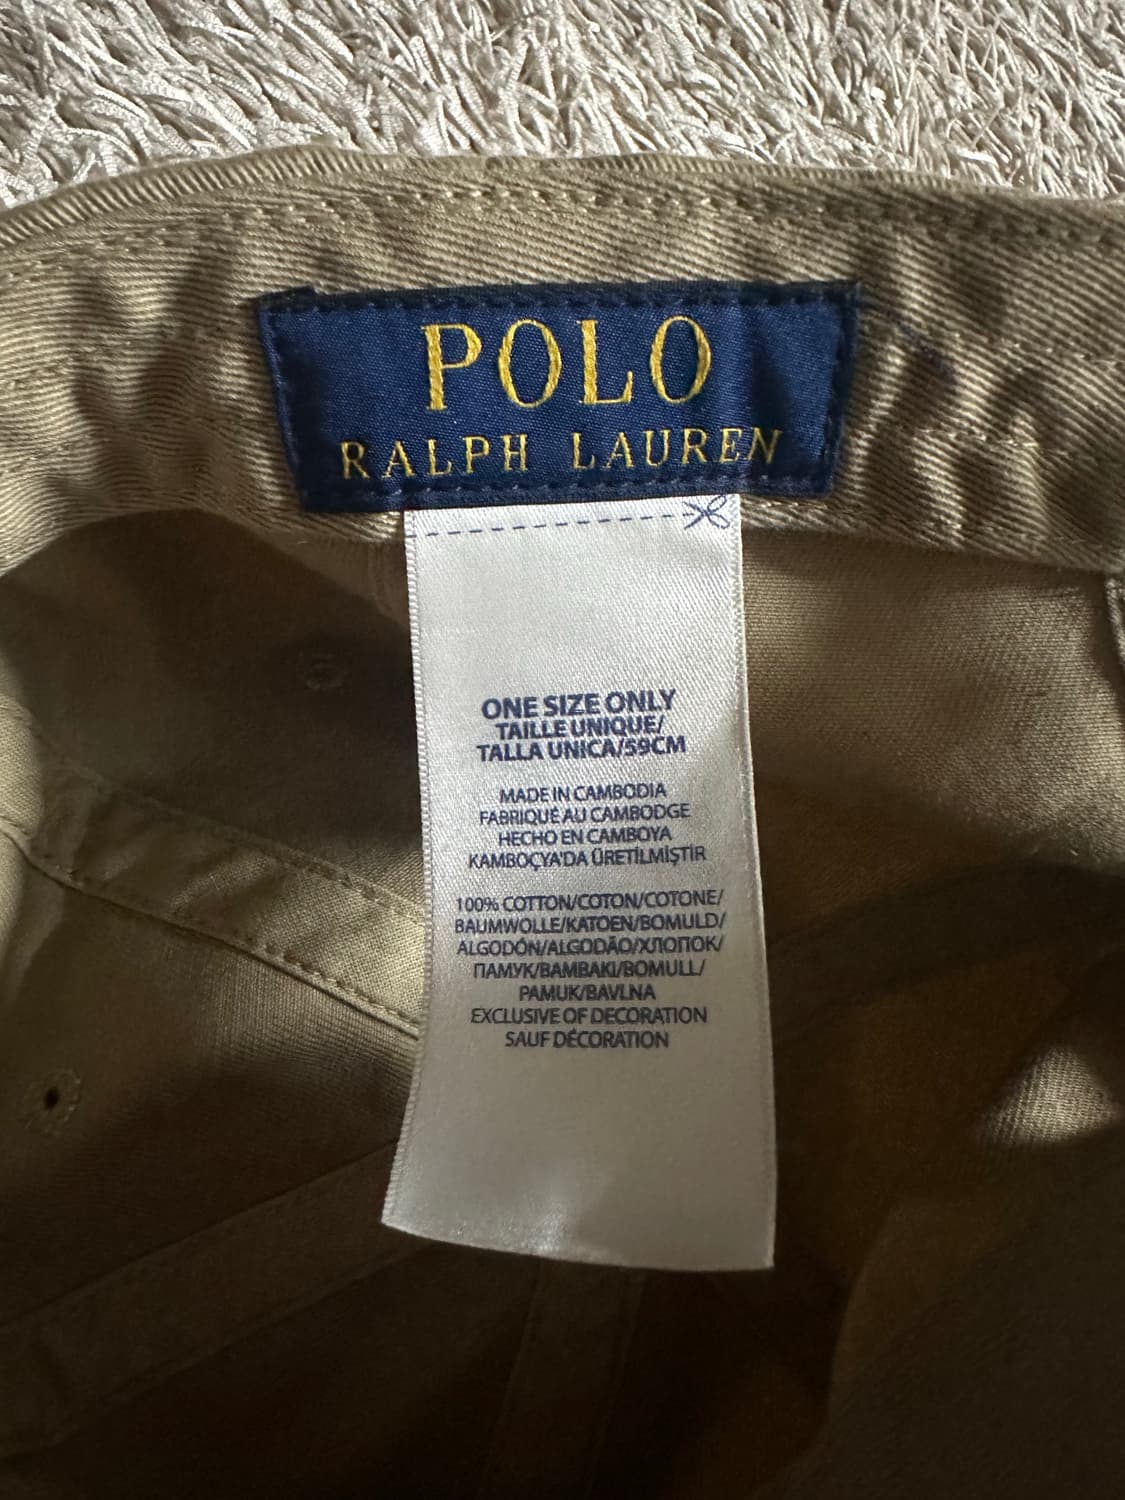 POLO
RALPH LAUREN
ONE SIZE ONLY
TAILLE UNIQUE/
TALLA UNICA/59CM
MADE IN CAMBODIA
FABRIQUÉ AU CAMBODGE
HECHO EN CAMBOYA
KAMBOÇYA'DA ÜRETİLMİŞTİR
100% COTTON/COTON/COTONE/
BAUMWOLLE/KATOEN/BOMULD/
ALGODÓN/ALGODÃO/ХЛОПОК/
ПАМУК/BAMBAKI/BOMULL/
PAMUK/BAVLNA
EXCLUSIVE OF DECORATION
SAUF DÉCORATION